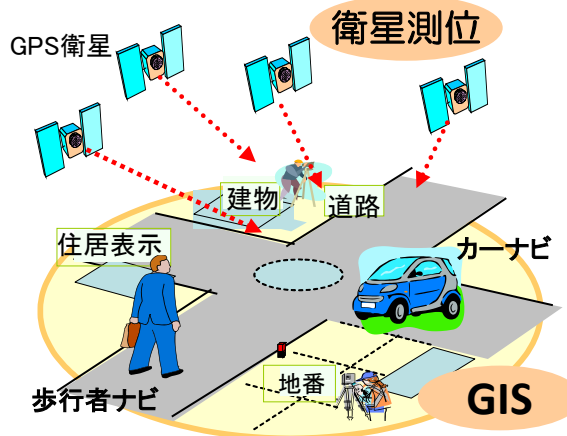 衛星測位
GPS衛星
建物
道路
住居表示
カーナビ
地番
歩行者ナビ
GIS